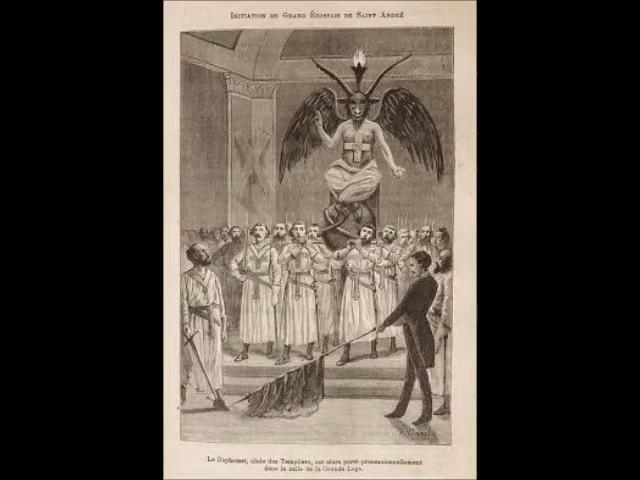 INITIATION DU GRAND ÉCOSSAIS DE SAINT ANDRÉ
Le Baphomet, idole des Templiers, est alors porté processionnellement
dans la salle de la Grande Loge.